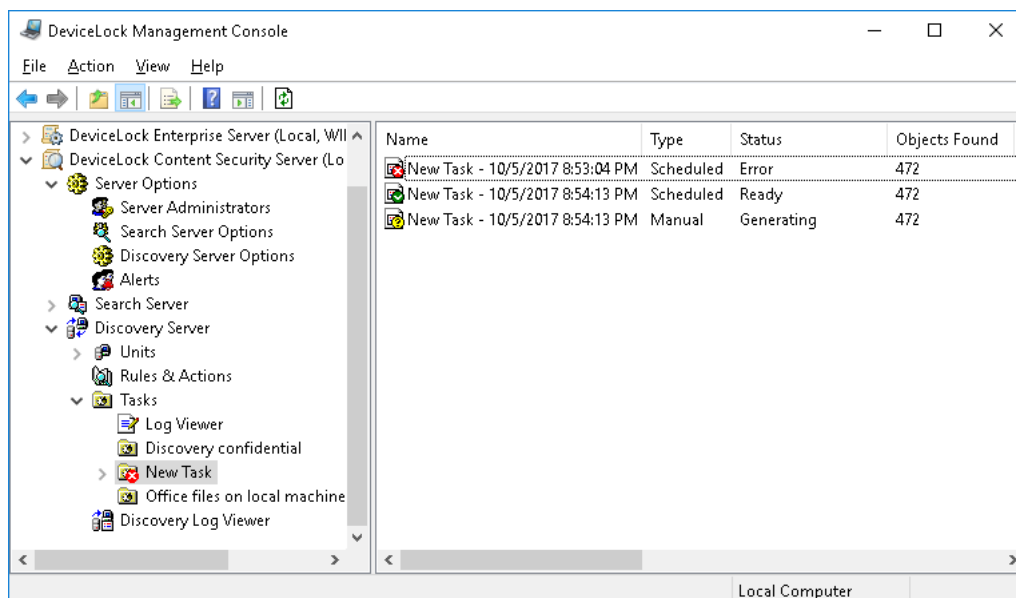 DeviceLock Management Console
File Action View Help
DeviceLock Enterprise Server (Local, WI
DeviceLock Content Security Server (Lo
Server Options
Server Administrators
Search Server Options
Discovery Server Options
Alerts
Search Server
Discovery Server
Units
Rules & Actions
Tasks
Log Viewer
Discovery confidential
New Task
Office files on local machine
Discovery Log Viewer
Name Type Status Objects Found
New Task - 10/5/2017 8:53:04 PM Scheduled Error 472
New Task - 10/5/2017 8:54:13 PM Scheduled Ready 472
New Task - 10/5/2017 8:54:13 PM Manual Generating 472
Local Computer